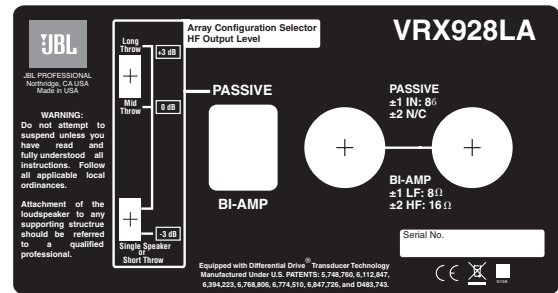 JBL
JBL PROFESSIONAL
Northridge, CA USA
Made in USA
WARNING:
Do not attempt to
suspend unless you
have read and
fully understood all
instructions. Follow
all applicable local
ordinances.
Attachment of the
loudspeaker to any
supporting structrue
should be referred
to a qualified
professional.
Long
Throw
+3 dB
Mid
Throw
0 dB
-3 dB
Single Speaker
or
Short Throw
Array Configuration Selector
HF Output Level
VRX928LA
PASSIVE
BI-AMP
PASSIVE
±1 IN: 8б
±2 N/C
BI-AMP
±1 LF: 8Ω
±2 HF: 16Ω
Serial No.
Equipped with Differential Drive® Transducer Technology
Manufactured Under U.S. PATENTS: 5,748,760, 6,112,847,
6,394,223, 6,768,806, 6,774,510, 6,847,726, and D483,743.
CE
N108